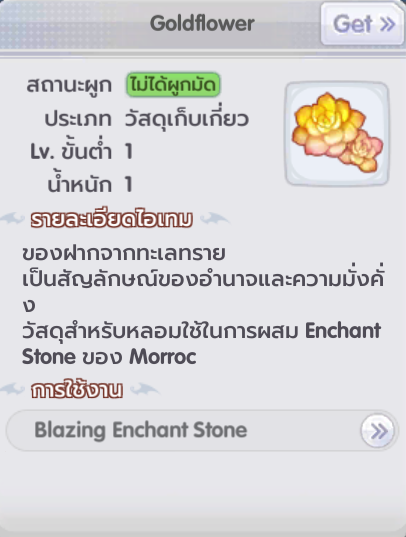 Goldflower
Get »
สถานะผูก ไม่ได้ผูกมัด
ประเภท วัสดุเก็บเกี่ยว
Lv. ขั้นต่ำ 1
น้ำหนัก 1
รายละเอียดไอเทม
ของฝากจากทะเลทราย
เป็นสัญลักษณ์ของอำนาจและความมั่งคั่
ง
วัสดุสำหรับหลอมใช้ในการผสม Enchant
Stone ของ Morroc
การใช้งาน
Blazing Enchant Stone